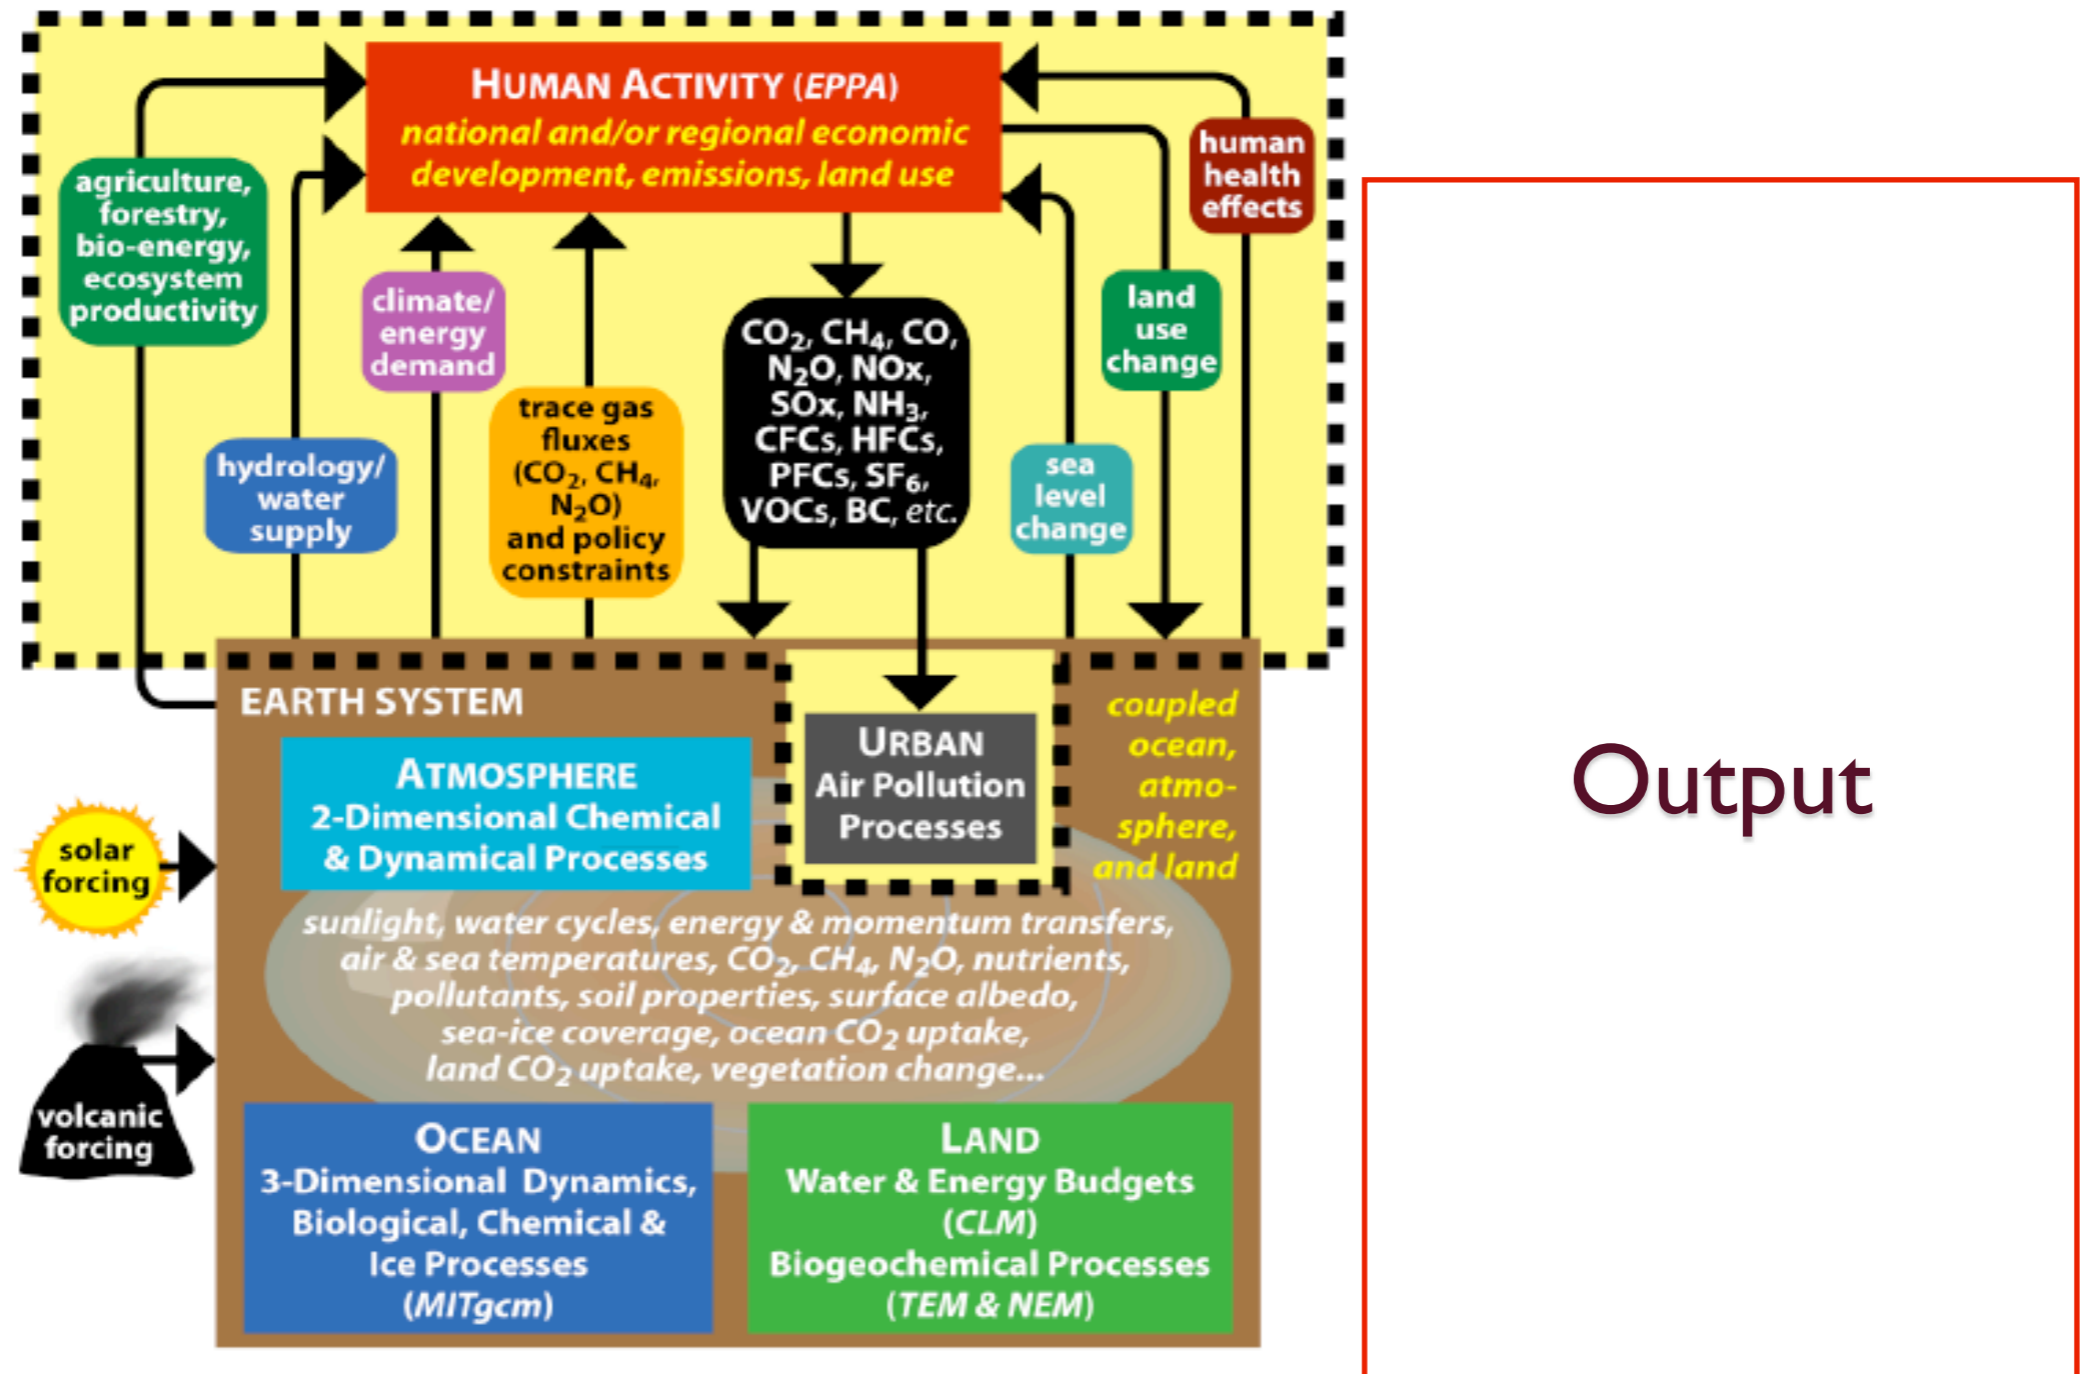 HUMAN ACTIVITY (EPPA)
national and/or regional economic
development, emissions, land use
agriculture,
forestry,
bio-energy,
ecosystem
productivity
hydrology/
water
supply
climate/
energy
demand
trace gas
fluxes
(CO₂, CH₄,
N₂O)
and policy
constraints
CO₂, CH₄, CO,
N₂O, NOx,
SOx, NH₃,
CFCs, HFCs,
PFCs, SF₆,
VOCs, BC, etc.
sea
level
change
land
use
change
human
health
effects
EARTH SYSTEM
ATMOSPHERE
2-Dimensional Chemical
& Dynamical Processes
URBAN
Air Pollution
Processes
coupled
ocean,
atmo-
sphere,
and land
solar
forcing
volcanic
forcing
sunlight, water cycles, energy & momentum transfers,
air & sea temperatures, CO₂, CH₄, N₂O, nutrients,
pollutants, soil properties, surface albedo,
sea-ice coverage, ocean CO₂ uptake,
land CO₂ uptake, vegetation change...
OCEAN
3-Dimensional Dynamics,
Biological, Chemical &
Ice Processes
(MITgcm)
LAND
Water & Energy Budgets
(CLM)
Biogeochemical Processes
(TEM & NEM)
Output